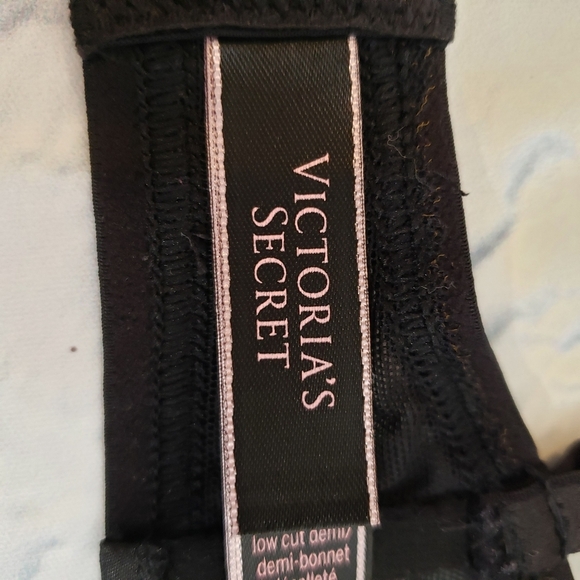 VICTORIA'S
SECRET
low cut demi/
demi-bonnet